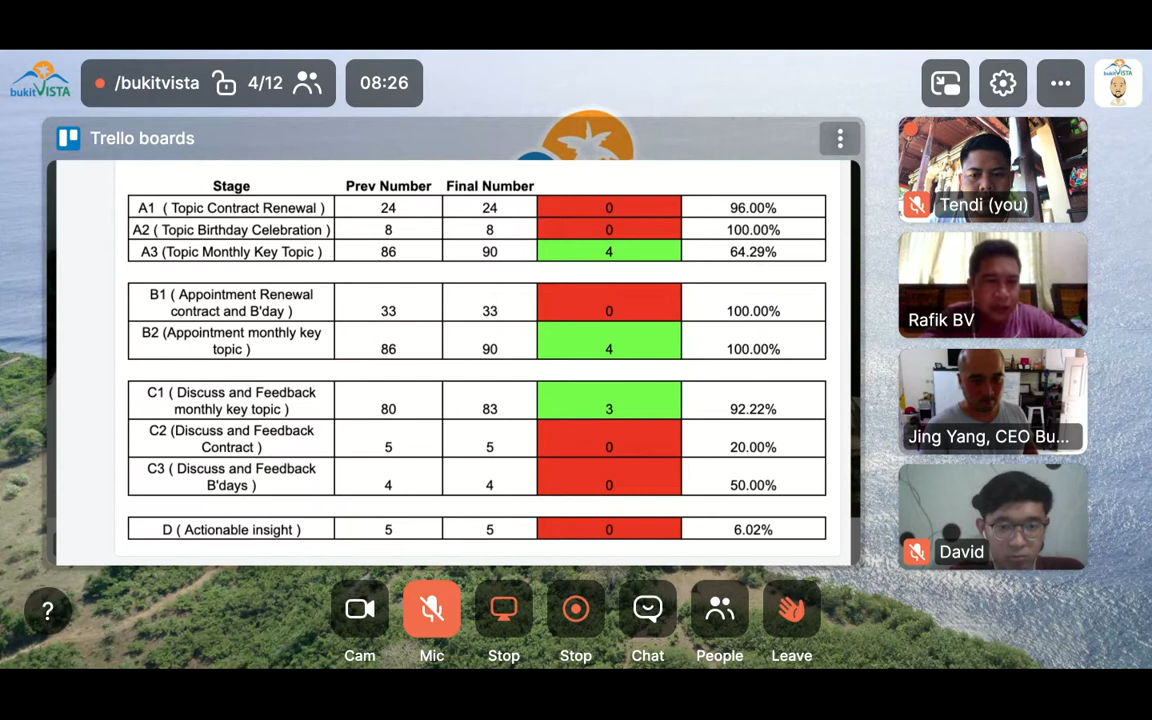 bukitVISTA
/bukitvista 4/12 08:26
bukitVISTA
Trello boards
Stage Prev Number Final Number
A1 ( Topic Contract Renewal ) 24 24 0 96.00%
A2 ( Topic Birthday Celebration ) 8 8 0 100.00%
A3 (Topic Monthly Key Topic ) 86 90 4 64.29%
B1 ( Appointment Renewal
contract and B'day ) 33 33 0 100.00%
B2 (Appointment monthly key
topic ) 86 90 4 100.00%
C1 ( Discuss and Feedback
monthly key topic ) 80 83 3 92.22%
C2 (Discuss and Feedback
Contract ) 5 5 0 20.00%
C3 ( Discuss and Feedback
B'days ) 4 4 0 50.00%
D ( Actionable insight ) 5 5 0 6.02%
Tendi (you)
Rafik BV
Jing Yang, CEO Bu...
David
?
Cam Mic Stop Stop Chat People Leave